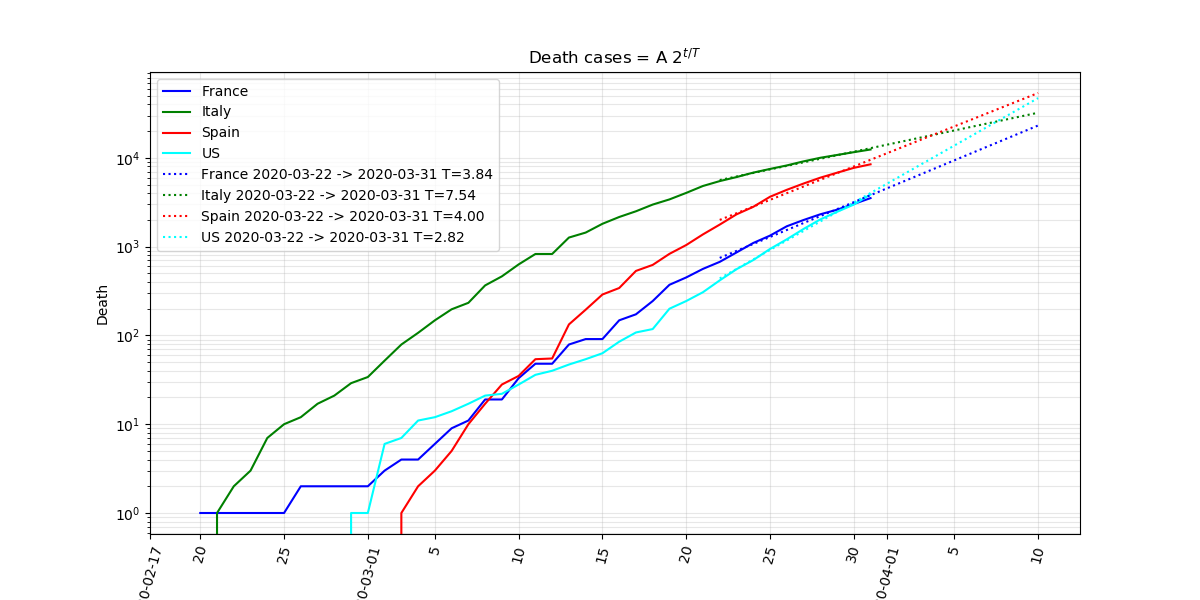 Death cases = A 2^{t/T}
France
Italy
Spain
US
France 2020-03-22 -> 2020-03-31 T=3.84
Italy 2020-03-22 -> 2020-03-31 T=7.54
Spain 2020-03-22 -> 2020-03-31 T=4.00
US 2020-03-22 -> 2020-03-31 T=2.82
Death
10^4
10^3
10^2
10^1
10^0
0-02-17 20 25 0-03-01 5 10 15 20 25 30 0-04-01 5 10